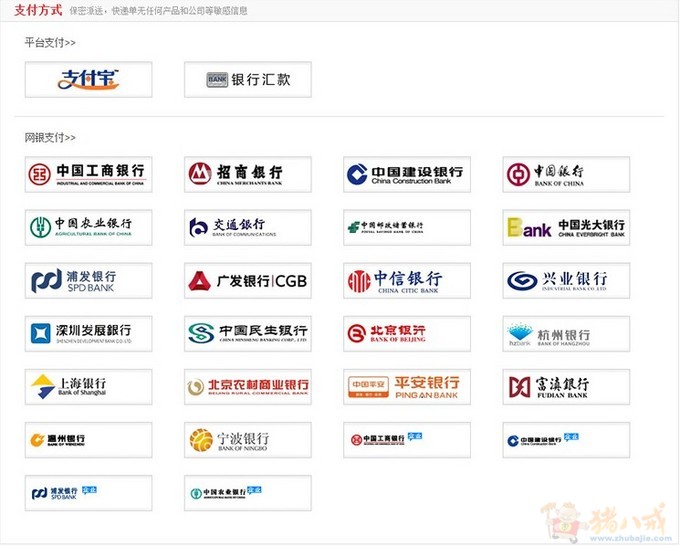 支付方式 保密派送，快递单无任何产品和公司等敏感信息
平台支付>>
支付宝
BANK 银行汇款
网银支付>>
中国工商银行
INDUSTRIAL AND COMMERCIAL BANK OF CHINA
招商银行
CHINA MERCHANTS BANK
中国建设银行
China Construction Bank
中国银行
BANK OF CHINA
中国农业银行
AGRICULTURAL BANK OF CHINA
交通银行
BANK OF COMMUNICATIONS
中国邮政储蓄银行
POSTAL SAVINGS BANK OF CHINA
Bank 中国光大银行
CHINA EVERBRIGHT BANK
浦发银行
SPD BANK
广发银行|CGB
中信银行
CHINA CITIC BANK
兴业银行
INDUSTRIAL BANK CO.,LTD
深圳发展银行
SHENZHEN DEVELOPMENT BANK CO., LTD
中国民生银行
CHINA MINSHENG BANKING CORP., LTD
北京银行
BANK OF BEIJING
hzbank
杭州银行
BANK OF HANGZHOU
上海银行
Bank of Shanghai
北京农村商业银行
BEIJING RURAL COMMERCIAL BANK
中国平安
平安银行
PING AN BANK
富滇银行
FUDIAN BANK
温州银行
BANK OF WENZHOU
宁波银行
BANK OF NINGBO
中国工商银行 企业
中国建设银行 企业
China Construction Bank
浦发银行 企业
SPD BANK
中国农业银行 企业
AGRICULTURAL BANK OF CHINA
猪八戒
www.zhubajie.com